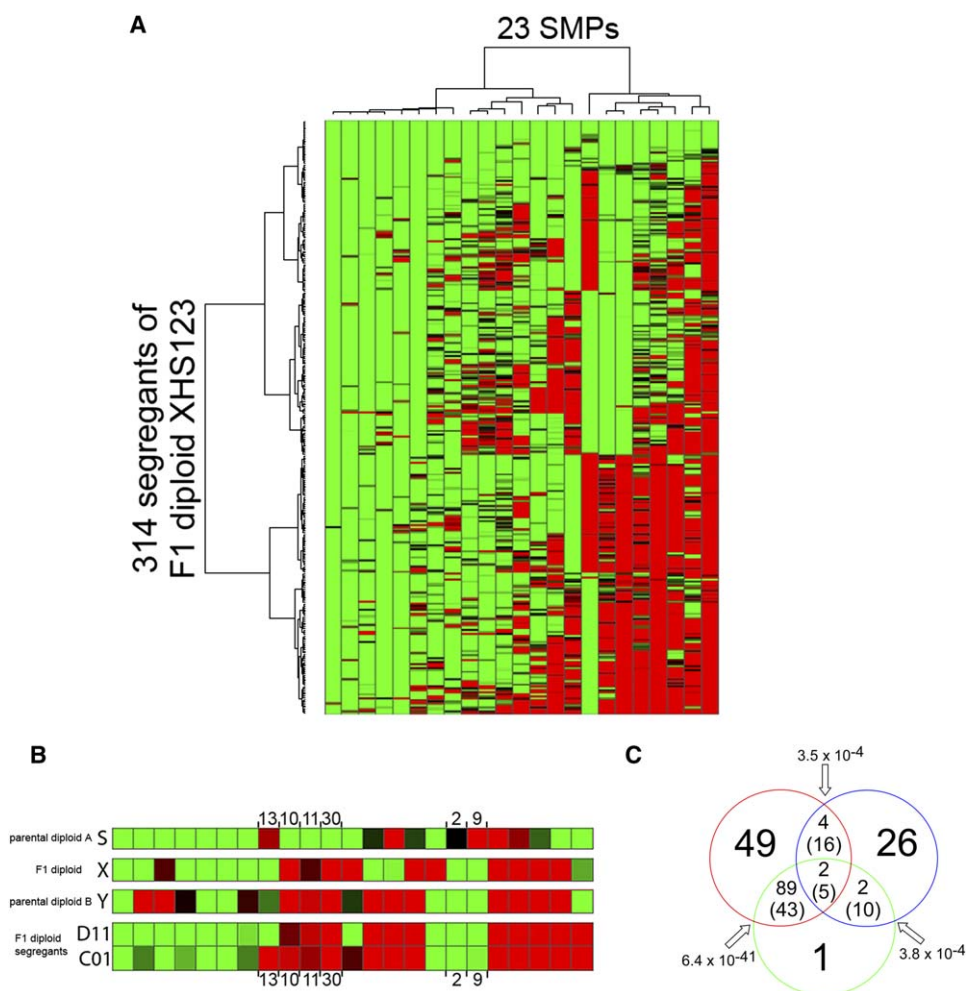 A
23 SMPs
314 segregants of
F1 diploid XHS123
B
13 10 11 30 2 9
parental diploid A S
F1 diploid X
parental diploid B Y
F1 diploid
segregants
D11
C01
13 10 11 30 2 9
C
3.5 x 10-4
49
4
(16)
26
2
(5)
89
(43)
2
(10)
1
6.4 x 10-41
3.8 x 10-4